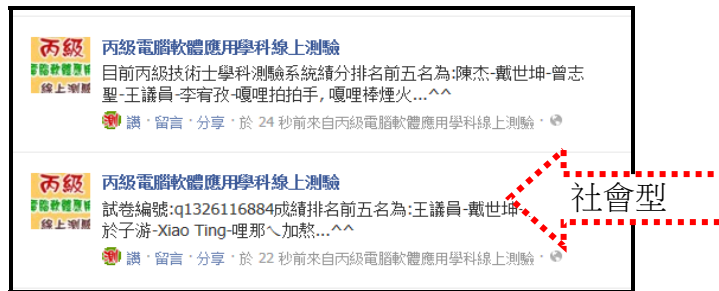 丙級
電腦軟體應用
線上測驗
丙級電腦軟體應用學科線上測驗
目前丙級技術士學科測驗系統績分排名前五名為:陳杰-戴世坤-曾志
聖-王議員-李宥孜-嘎哩拍拍手, 嘎哩棒煙火...^^
測 讚 · 留言 · 分享 · 於 24 秒前來自丙級電腦軟體應用學科線上測驗 ·
丙級
電腦軟體應用
線上測驗
丙級電腦軟體應用學科線上測驗
試卷編號:q1326116884成績排名前五名為:王議員-戴世坤-
於子游-Xiao Ting-哩那ㄟ加熬...^^
測 讚 · 留言 · 分享 · 於 22 秒前來自丙級電腦軟體應用學科線上測驗 ·
社會型